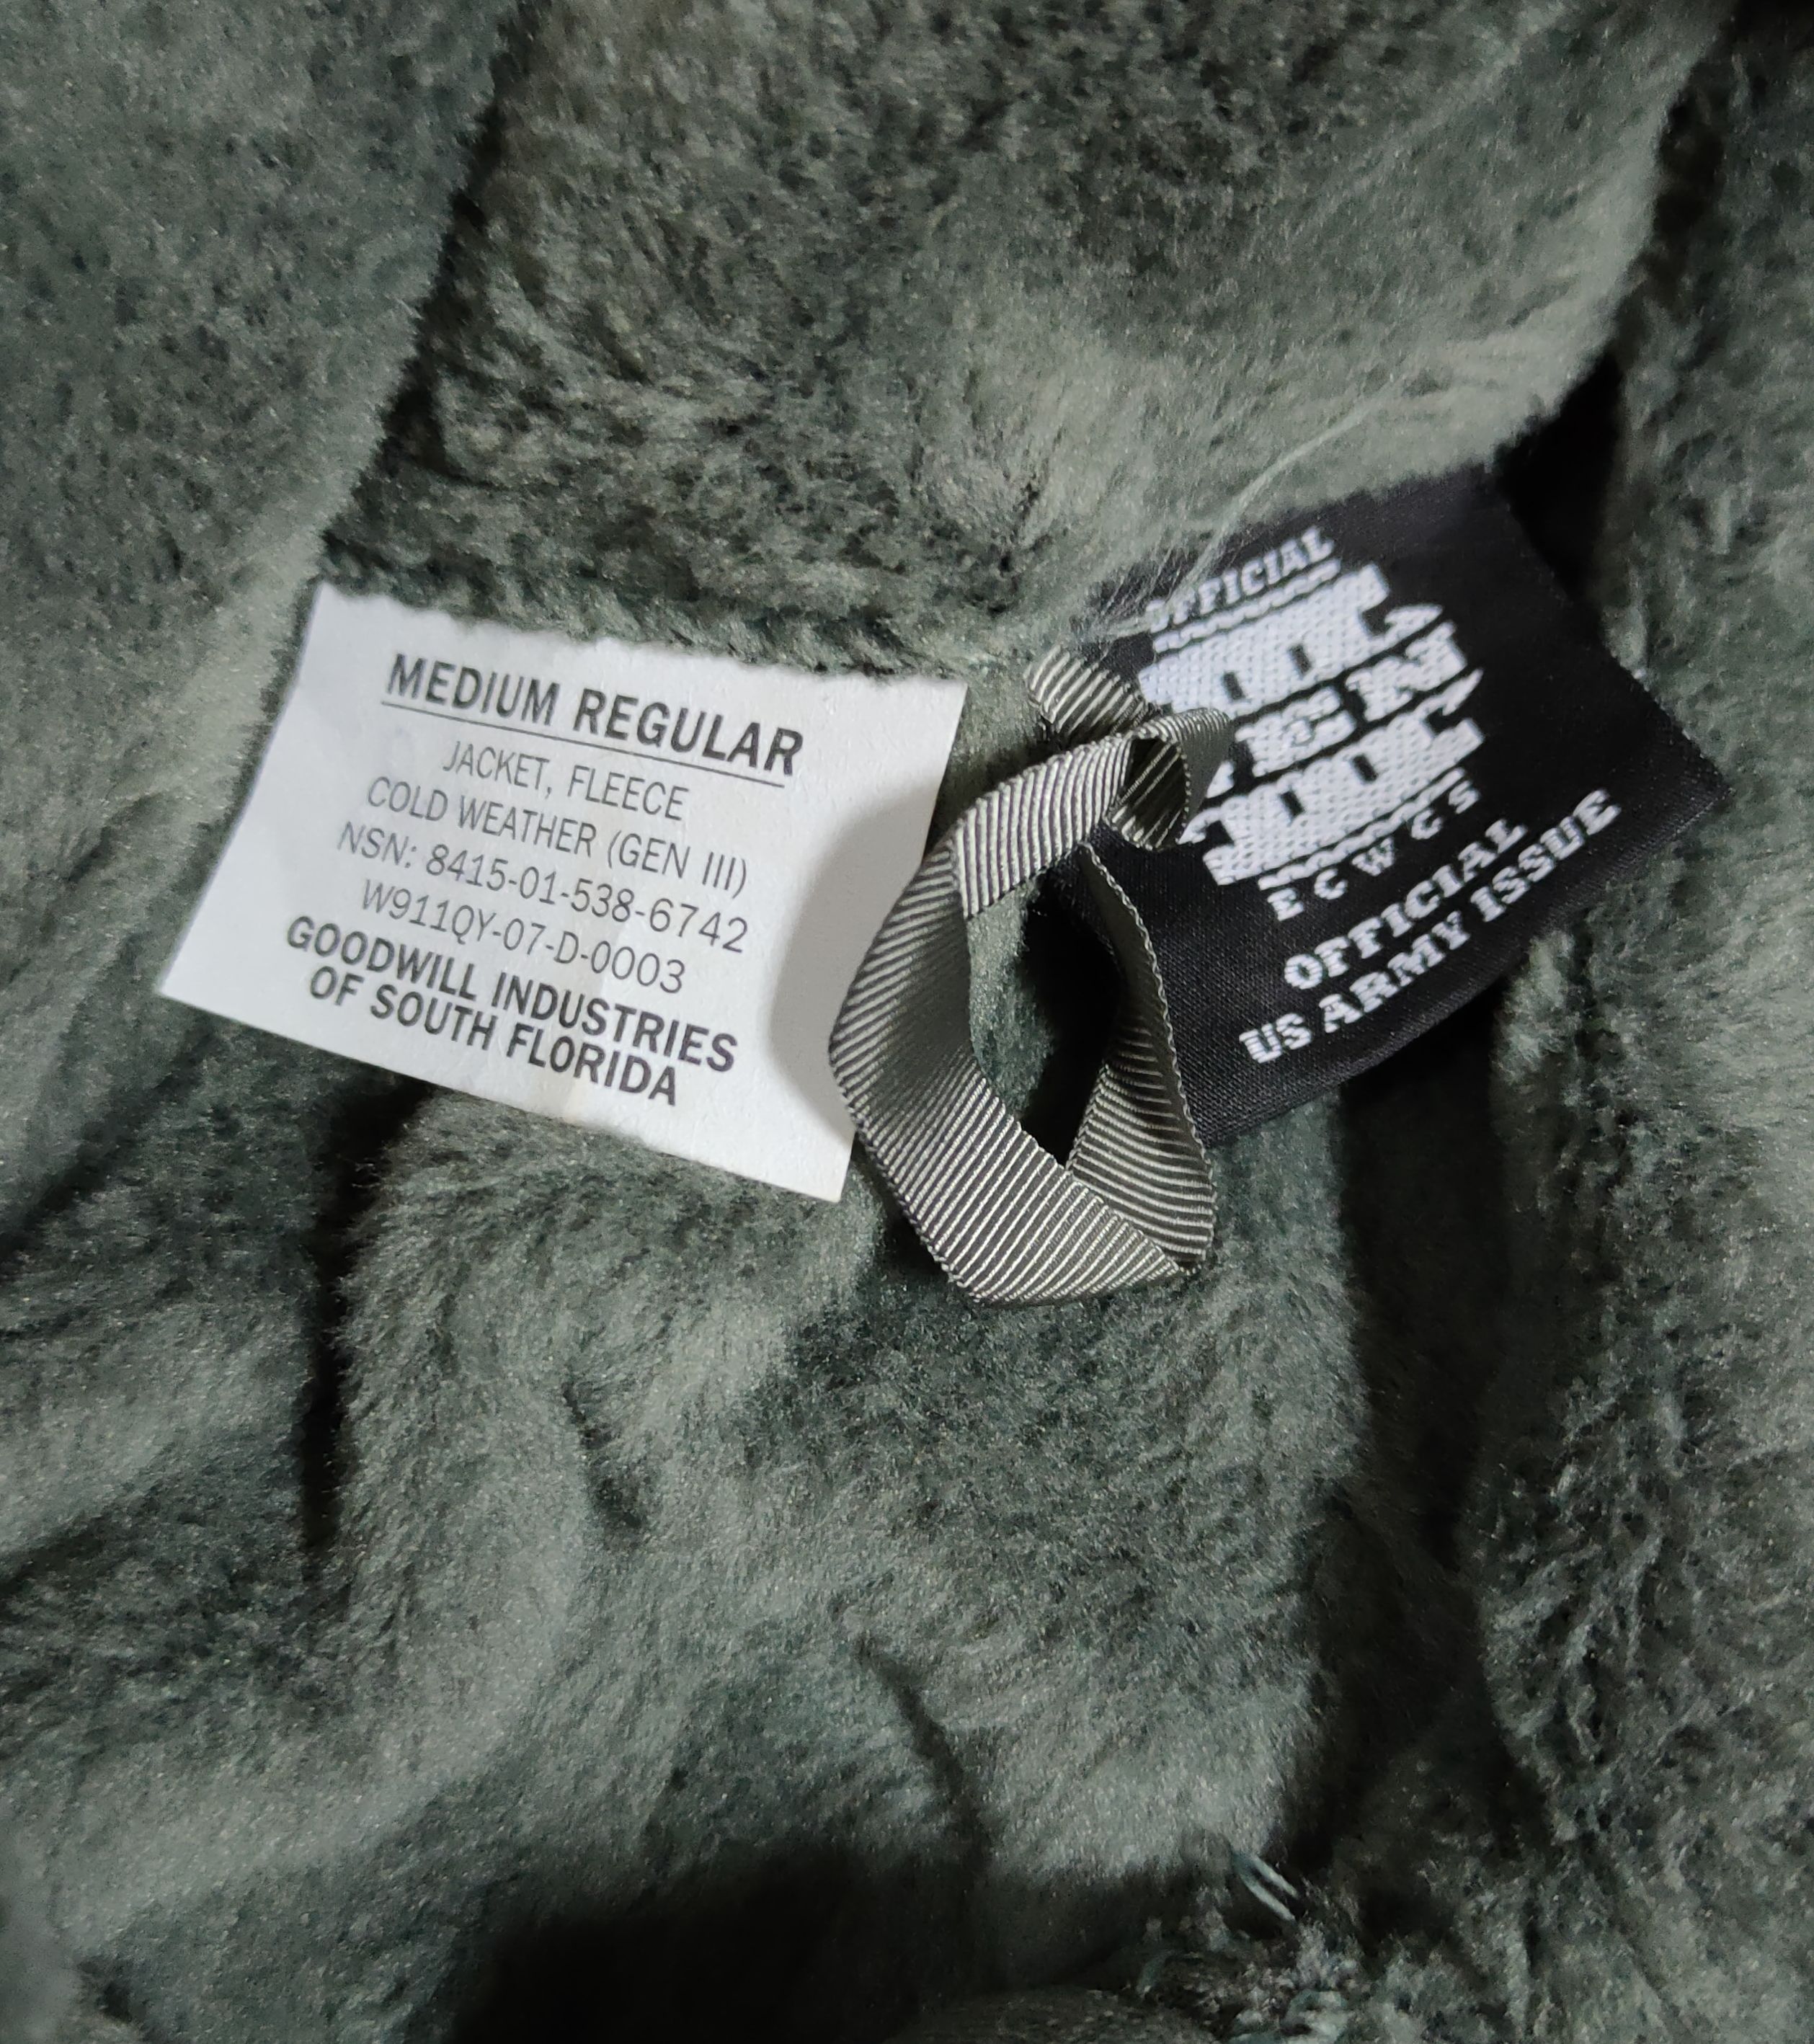 MEDIUM REGULAR
JACKET, FLEECE
COLD WEATHER (GEN III)
NSN: 8415-01-538-6742
W911QY-07-D-0003
GOODWILL INDUSTRIES
OF SOUTH FLORIDA
OFFICIAL
GEN
ECWCS
OFFICIAL
US ARMY ISSUE